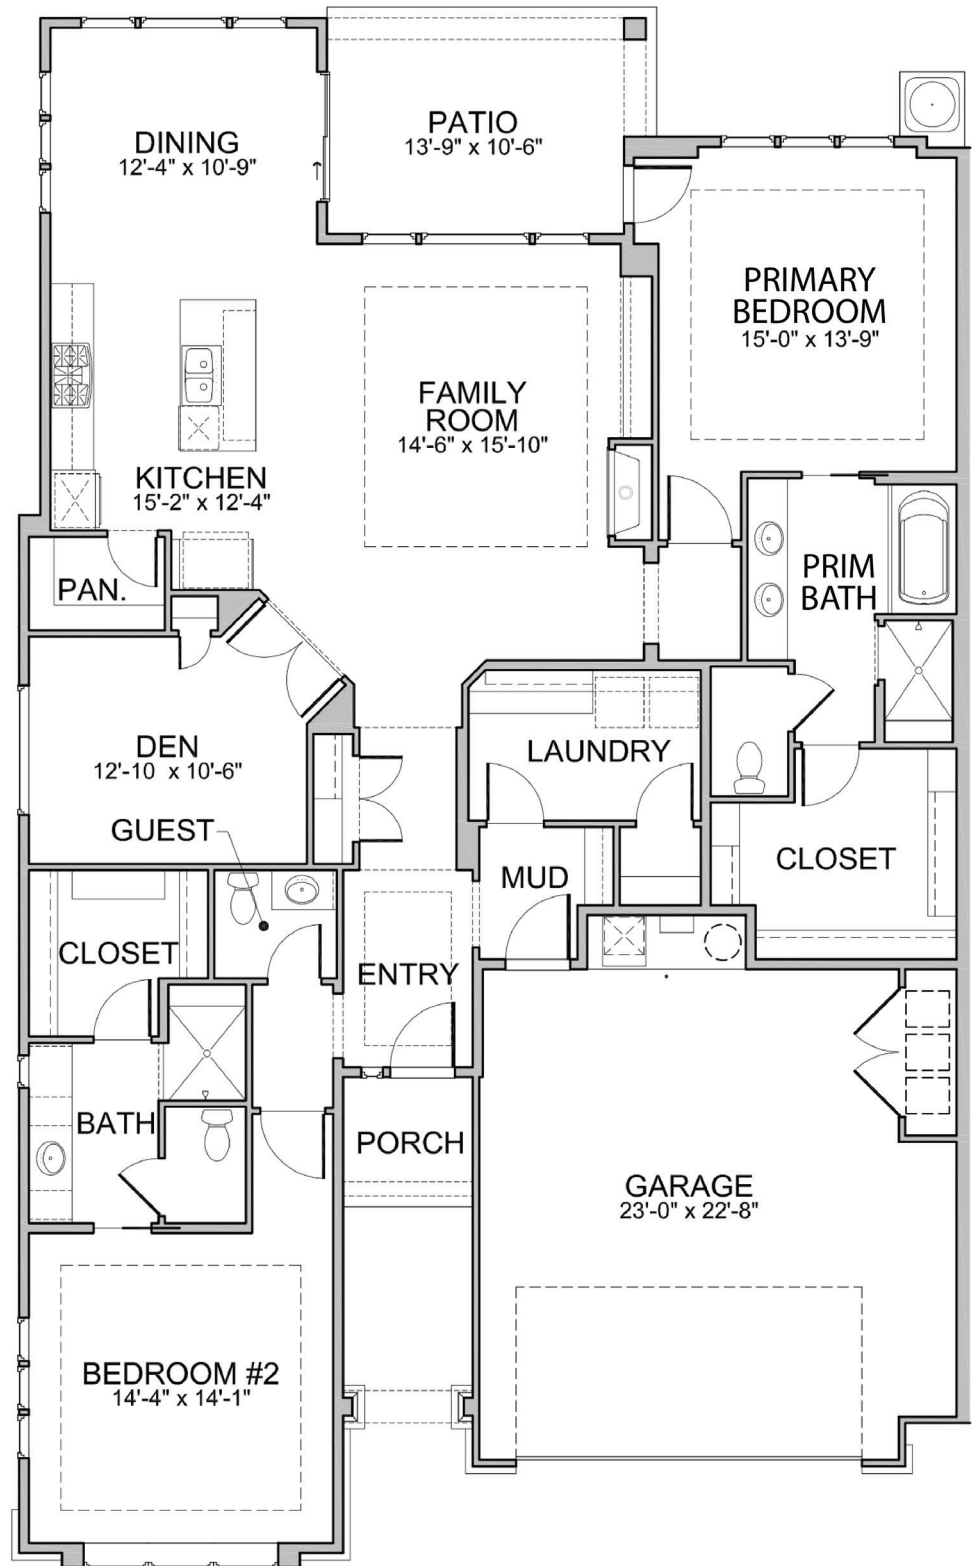 DINING
12'-4" x 10'-9"
PATIO
13'-9" x 10'-6"
PRIMARY
BEDROOM
15'-0" x 13'-9"
FAMILY
ROOM
14'-6" x 15'-10"
KITCHEN
15'-2" x 12'-4"
PAN.
PRIM
BATH
DEN
12'-10 x 10'-6"
LAUNDRY
GUEST
CLOSET
MUD
CLOSET
ENTRY
BATH
PORCH
GARAGE
23'-0" x 22'-8"
BEDROOM #2
14'-4" x 14'-1"